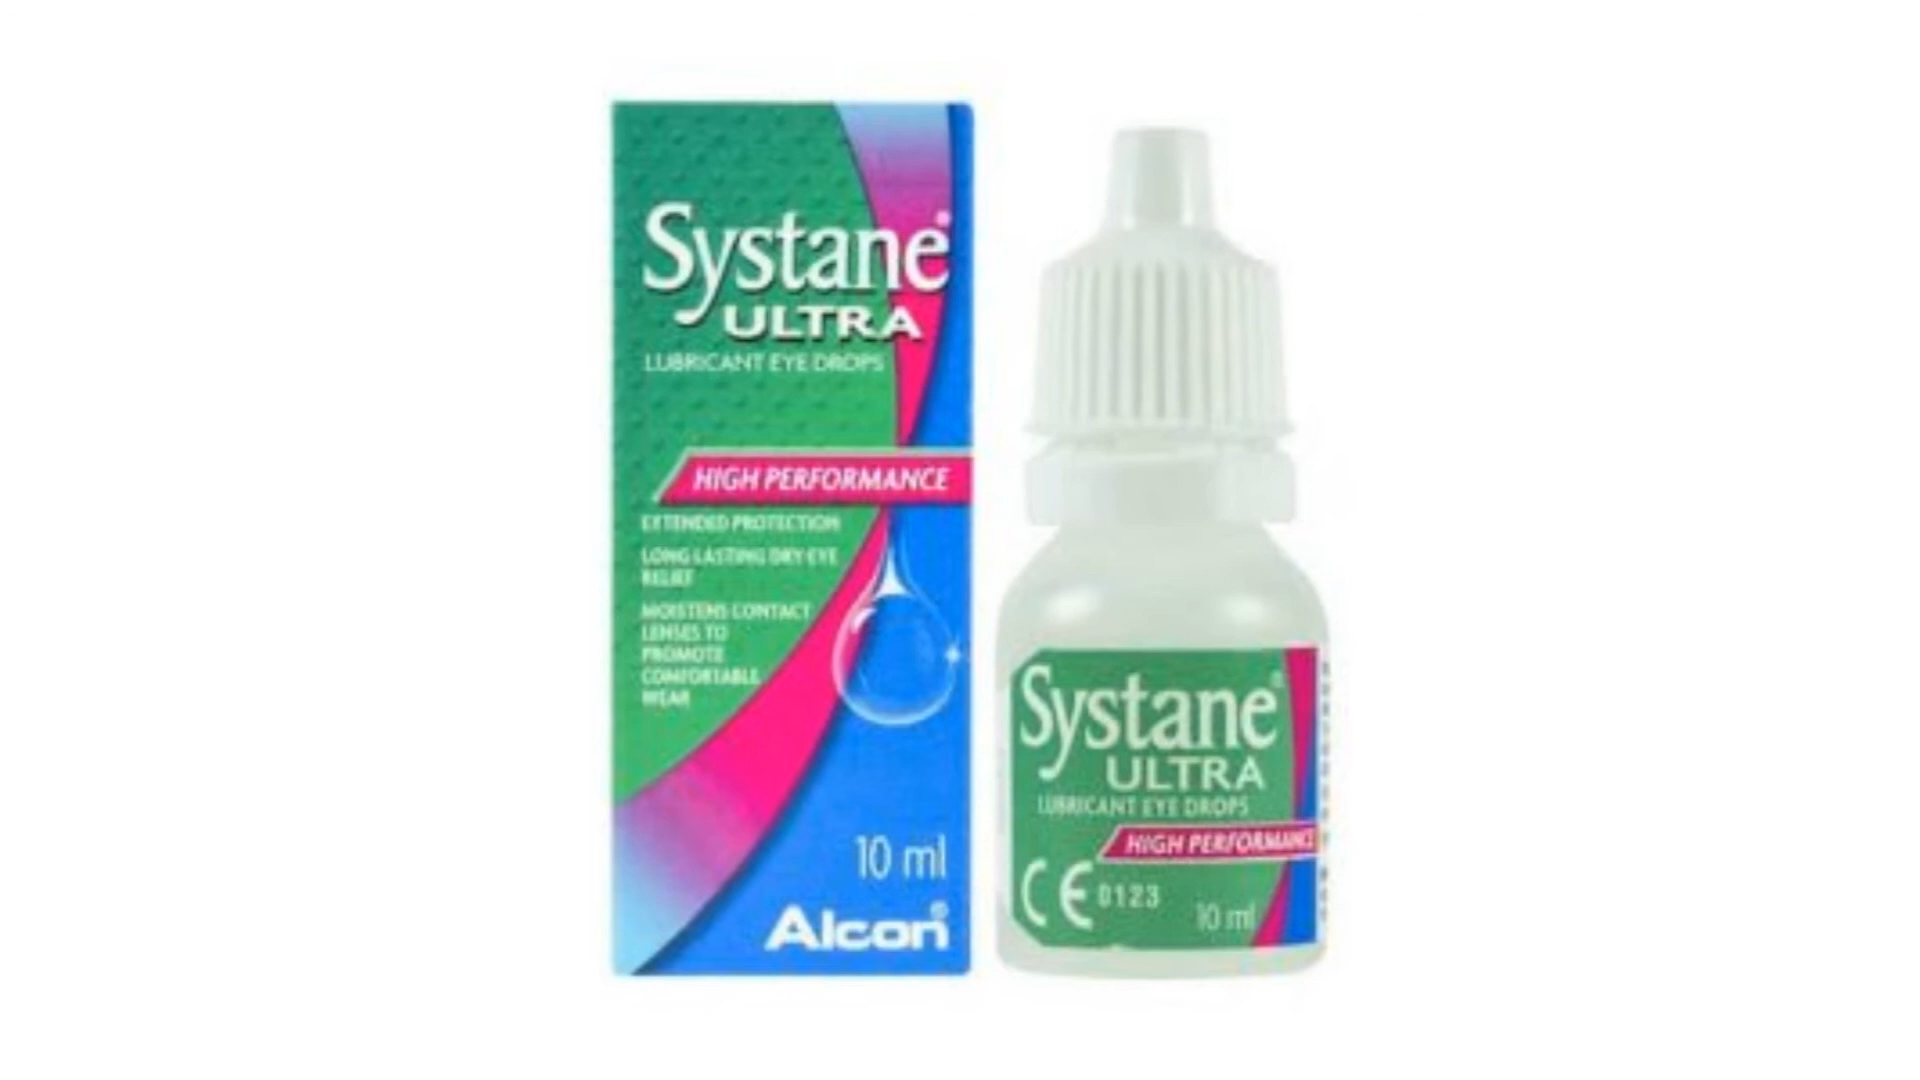 Systane®
ULTRA
LUBRICANT EYE DROPS
HIGH PERFORMANCE
EXTENDED PROTECTION
LONG LASTING DRY EYE
RELIEF
MOISTENS CONTACT
LENSES TO
PROMOTE
COMFORTABLE
WEAR
10 ml
Alcon®
Systane®
ULTRA
LUBRICANT EYE DROPS
HIGH PERFORMANCE
CE 0123
10 ml